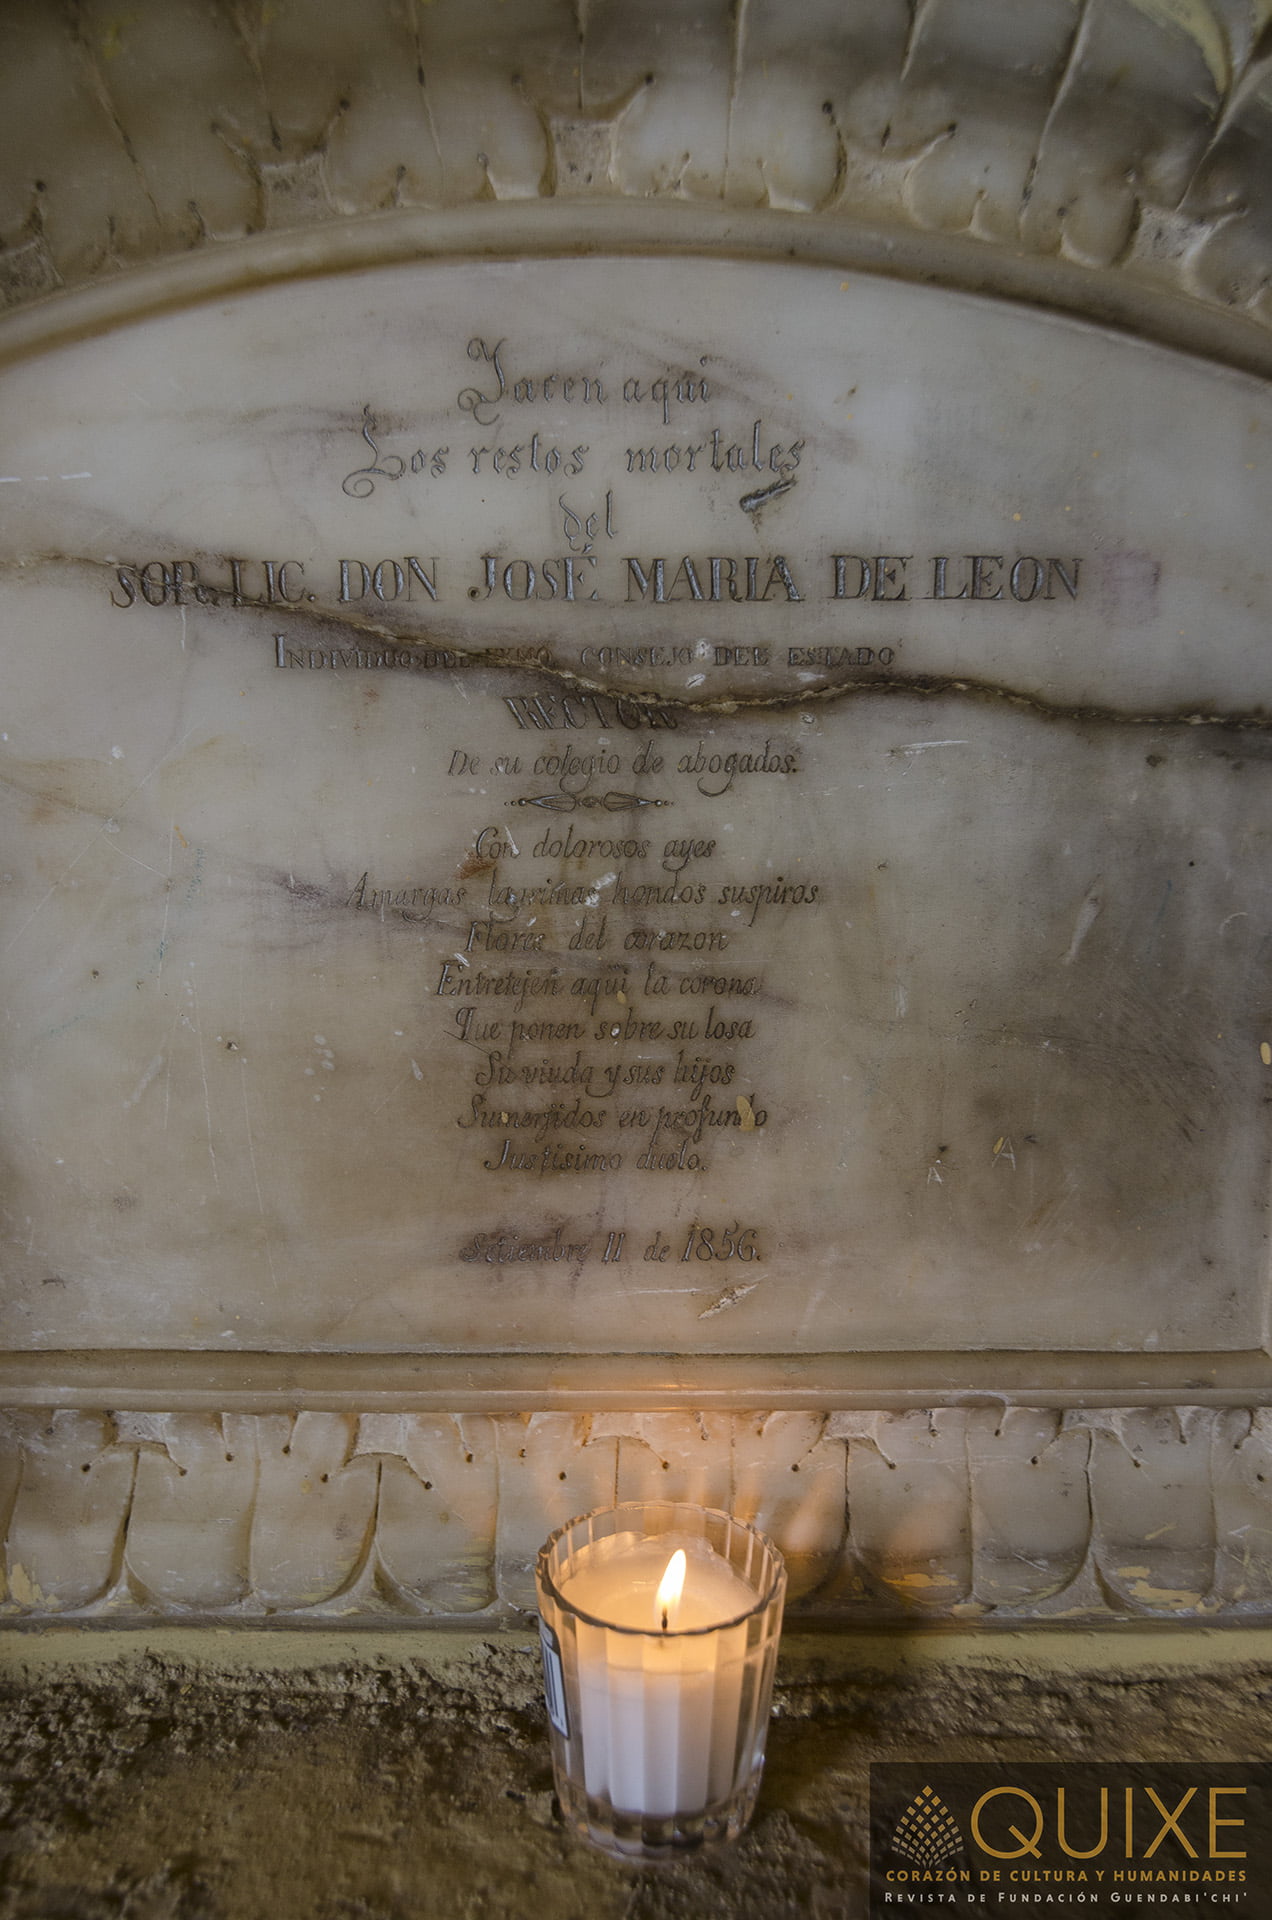 Yacen aqui
Los restos mortales
del
SOR. LIC. DON JOSÉ MARIA DE LEON
INDIVIDUO DEL EXMO. CONSEJO DEL ESTADO
RECTOR
De su colegio de abogados.
Con dolorosos ayes
Amargas lagrimas hondos suspiros
Flores del corazon
Entretejen aqui la corona
Que ponen sobre su losa
Su viuda y sus hijos
Sumerjidos en profundo
Justisimo duelo.
Setiembre 11 de 1856.
QUIXE
CORAZÓN DE CULTURA Y HUMANIDADES
REVISTA DE FUNDACIÓN GUENDABI'CHI'